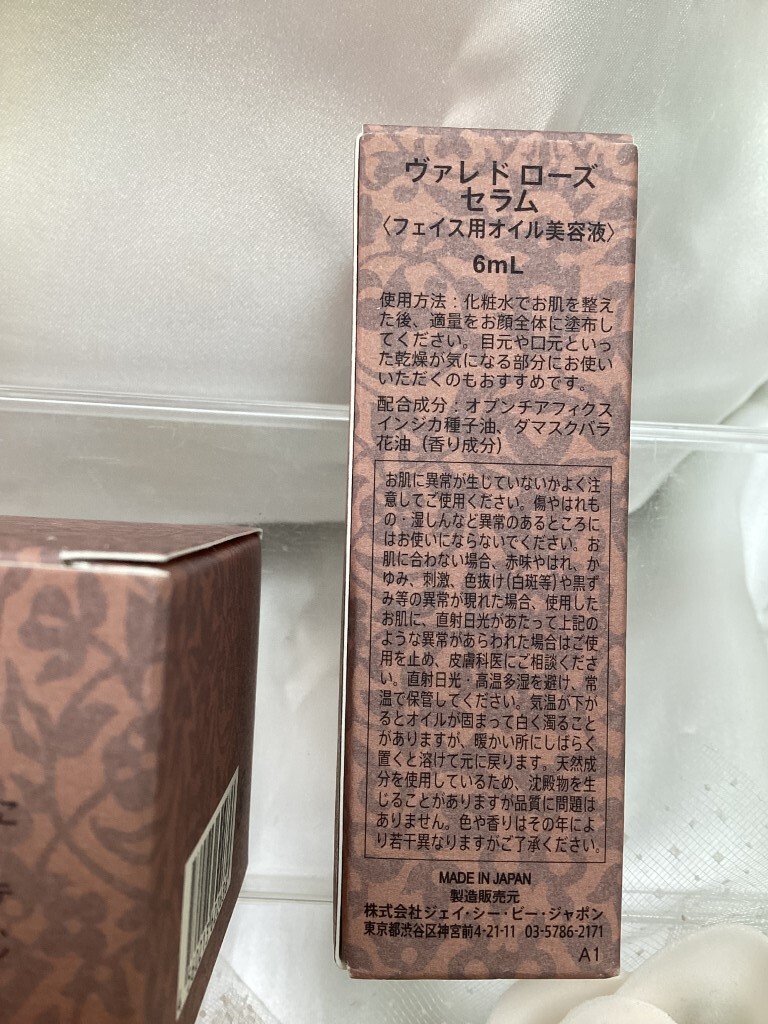 ヴァレド ローズ
セラム
〈フェイス用オイル美容液〉
6mL
使用方法：化粧水でお肌を整え
た後、適量をお顔全体に塗布し
てください。目元や口元といっ
た乾燥が気になる部分にお使い
いただくのもおすすめです。
配合成分：オプンチアフィクス
インジカ種子油、ダマスクバラ
花油（香り成分）
お肌に異常が生じていないかよく注
意してご使用ください。傷やはれも
の・湿しんなど異常のあるところに
はお使いにならないでください。お
肌に合わない場合、赤味やはれ、か
ゆみ、刺激、色抜け(白斑等)や黒ず
み等の異常が現れた場合、使用した
お肌に、直射日光があたって上記の
ような異常があらわれた場合はご使
用を止め、皮膚科医にご相談くださ
い。直射日光・高温多湿を避け、常
温で保管してください。気温が下が
るとオイルが固まって白く濁ること
がありますが、暖かい所にしばらく
置くと溶けて元に戻ります。天然成
分を使用しているため、沈殿物を生
じることがありますが品質に問題は
ありません。色や香りはその年によ
り若干異なりますがご了承ください。
MADE IN JAPAN
製造販売元
株式会社ジェイ・シー・ビー・ジャポン
東京都渋谷区神宮前4-21-11 03-5786-2171
A1